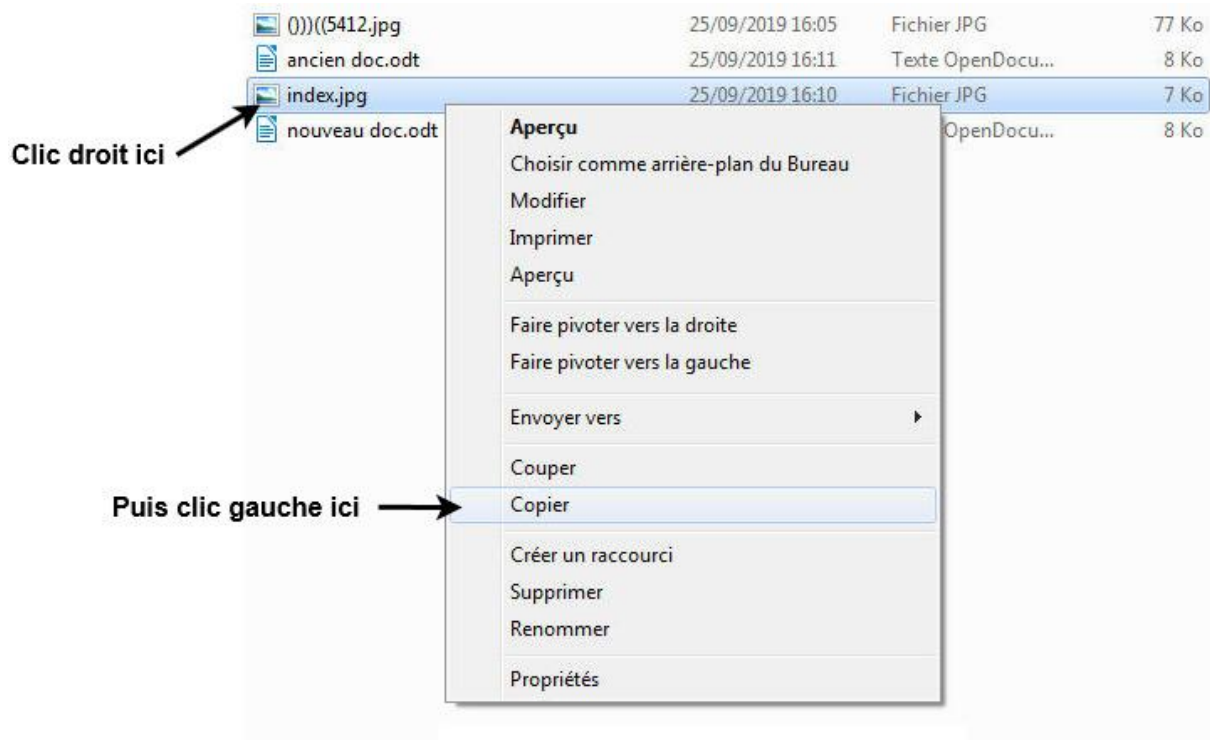 ()))((5412.jpg 25/09/2019 16:05 Fichier JPG 77 Ko
ancien doc.odt 25/09/2019 16:11 Texte OpenDocu... 8 Ko
index.jpg 25/09/2019 16:10 Fichier JPG 7 Ko
nouveau doc.odt OpenDocu... 8 Ko
Clic droit ici
Aperçu
Choisir comme arrière-plan du Bureau
Modifier
Imprimer
Aperçu
Faire pivoter vers la droite
Faire pivoter vers la gauche
Envoyer vers
Couper
Puis clic gauche ici
Copier
Créer un raccourci
Supprimer
Renommer
Propriétés